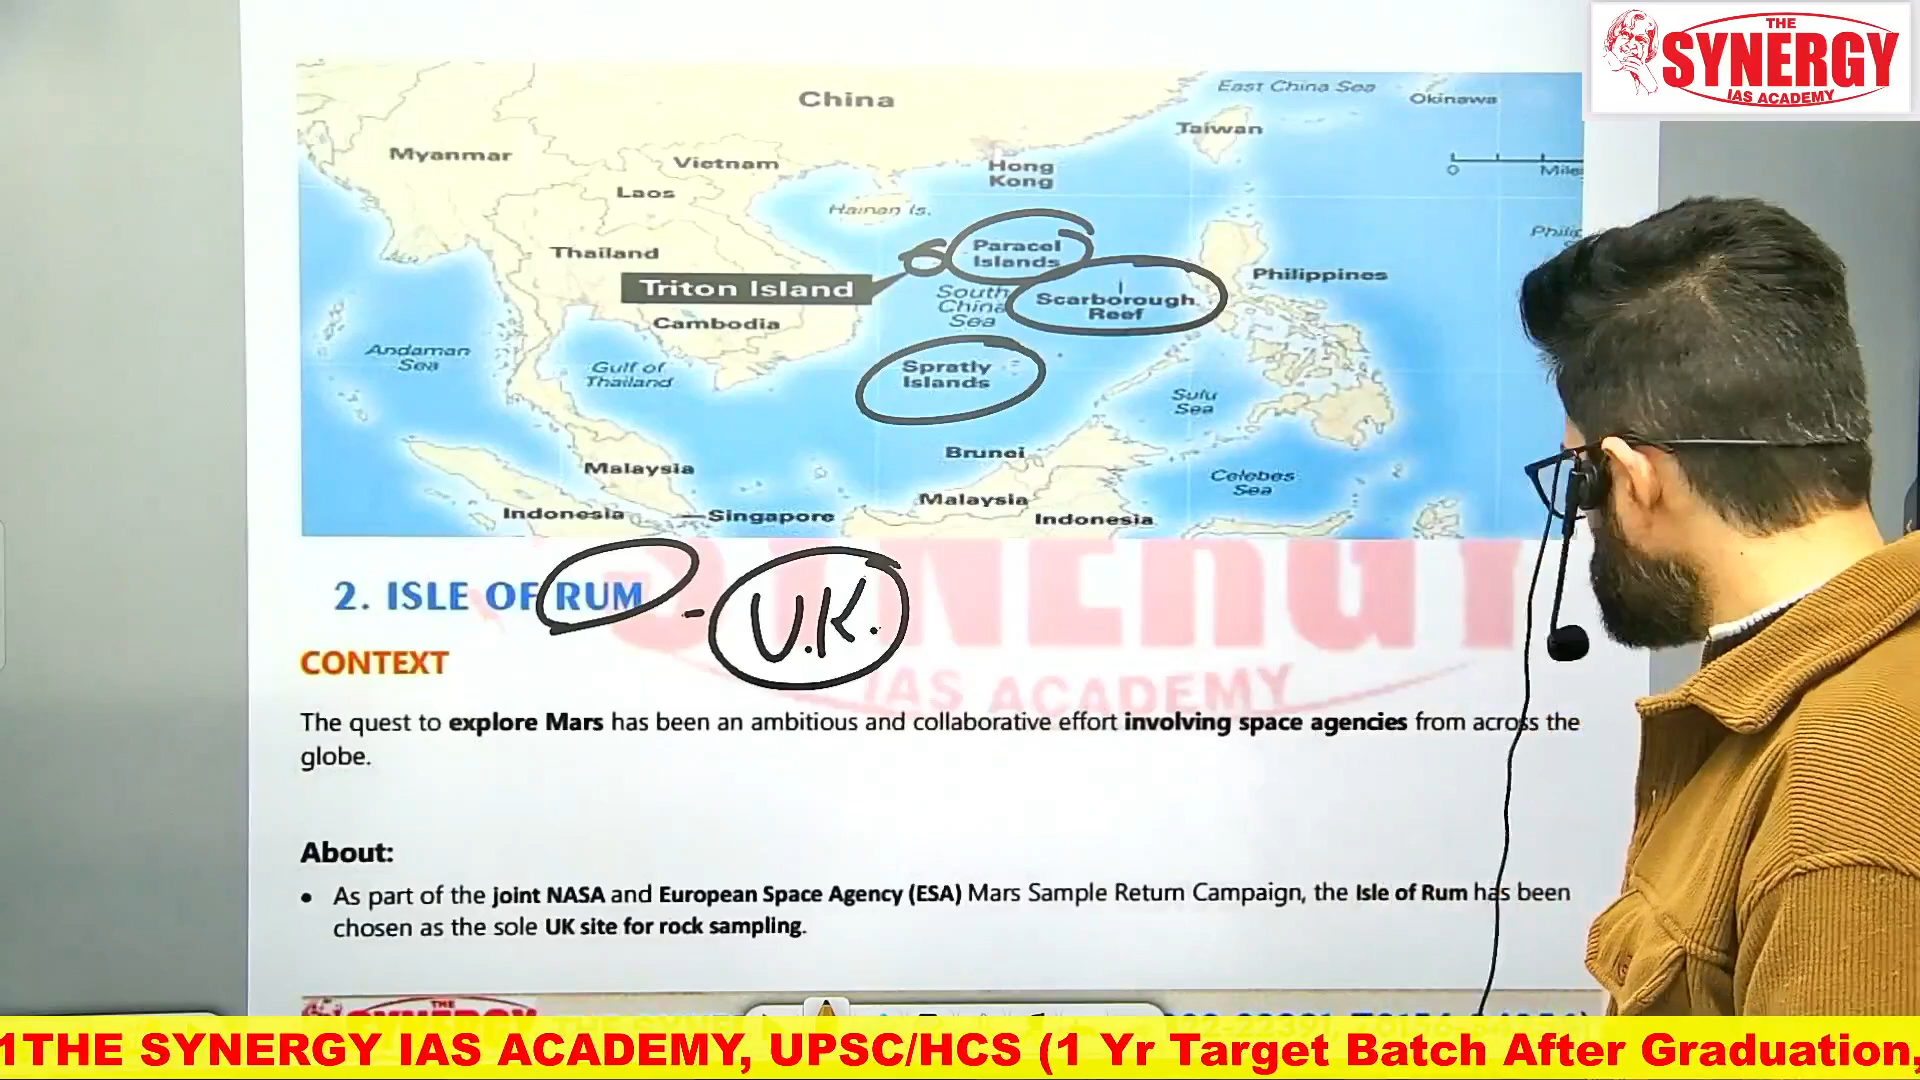 THE
SYNERGY
IAS ACADEMY
China
East China Sea
Okinawa
Taiwan
Myanmar
Vietnam
Hong
Kong
0
Laos
Hainan Is.
Paracel
Islands
Thailand
Philippines
Triton Island
South
China
Sea
Scarborough
Reef
Cambodia
Andaman
Sea
Gulf of
Thailand
Spratly
Islands
Sulu
Sea
Brunei
Malaysia
Celebes
Sea
Malaysia
Indonesia
Singapore
Indonesia
2. ISLE OF RUM - U.K.
SYNERGY
IAS ACADEMY
CONTEXT
The quest to explore Mars has been an ambitious and collaborative effort involving space agencies from across the
globe.
About:
• As part of the joint NASA and European Space Agency (ESA) Mars Sample Return Campaign, the Isle of Rum has been
chosen as the sole UK site for rock sampling.
THE
1THE SYNERGY IAS ACADEMY, UPSC/HCS (1 Yr Target Batch After Graduation,